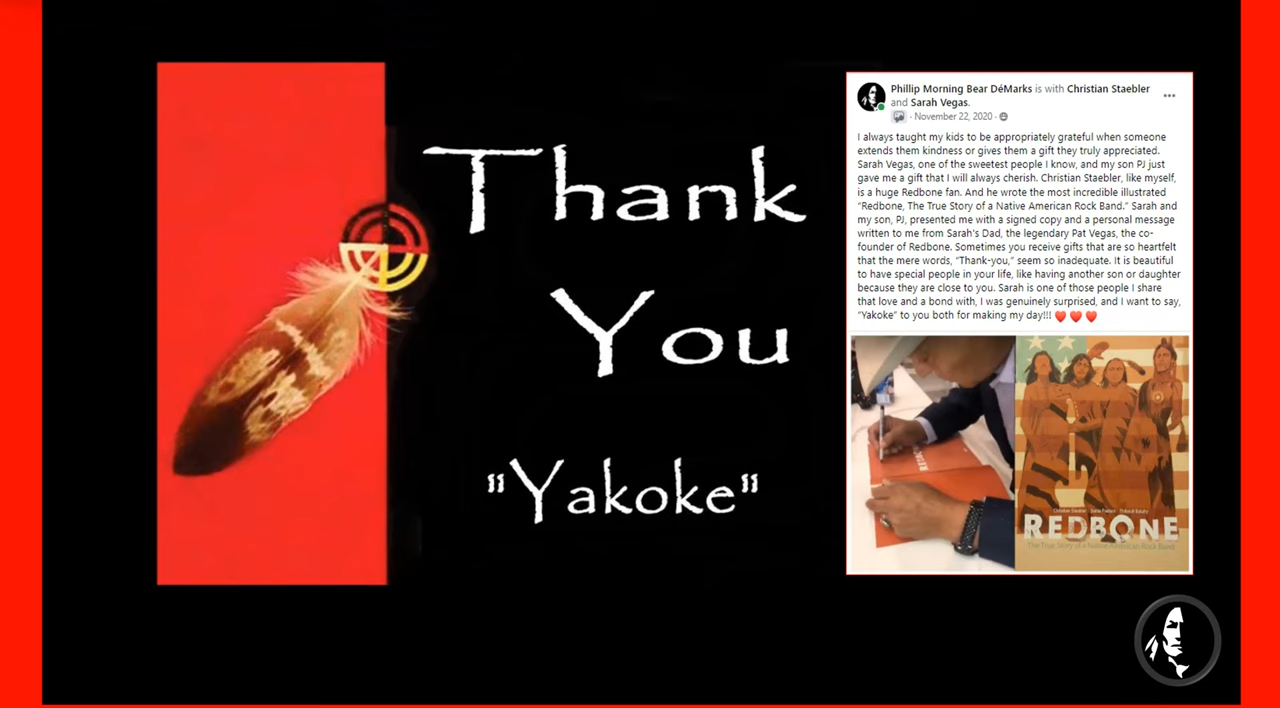 Thank
You
"Yakoke"
Phillip Morning Bear DéMarks is with Christian Staebler
and Sarah Vegas.
· November 22, 2020 ·
I always taught my kids to be appropriately grateful when someone
extends them kindness or gives them a gift they truly appreciated.
Sarah Vegas, one of the sweetest people I know, and my son PJ just
gave me a gift that I will always cherish. Christian Staebler, like myself,
is a huge Redbone fan. And he wrote the most incredible illustrated
“Redbone, The True Story of a Native American Rock Band.” Sarah and
my son, PJ, presented me with a signed copy and a personal message
written to me from Sarah's Dad, the legendary Pat Vegas, the co-
founder of Redbone. Sometimes you receive gifts that are so heartfelt
that the mere words, “Thank-you,” seem so inadequate. It is beautiful
to have special people in your life, like having another son or daughter
because they are close to you. Sarah is one of those people I share
that love and a bond with, I was genuinely surprised, and I want to say,
“Yakoke” to you both for making my day!!! ❤️ ❤️ ❤️
REDBONE
The True Story of a Native American Rock Band